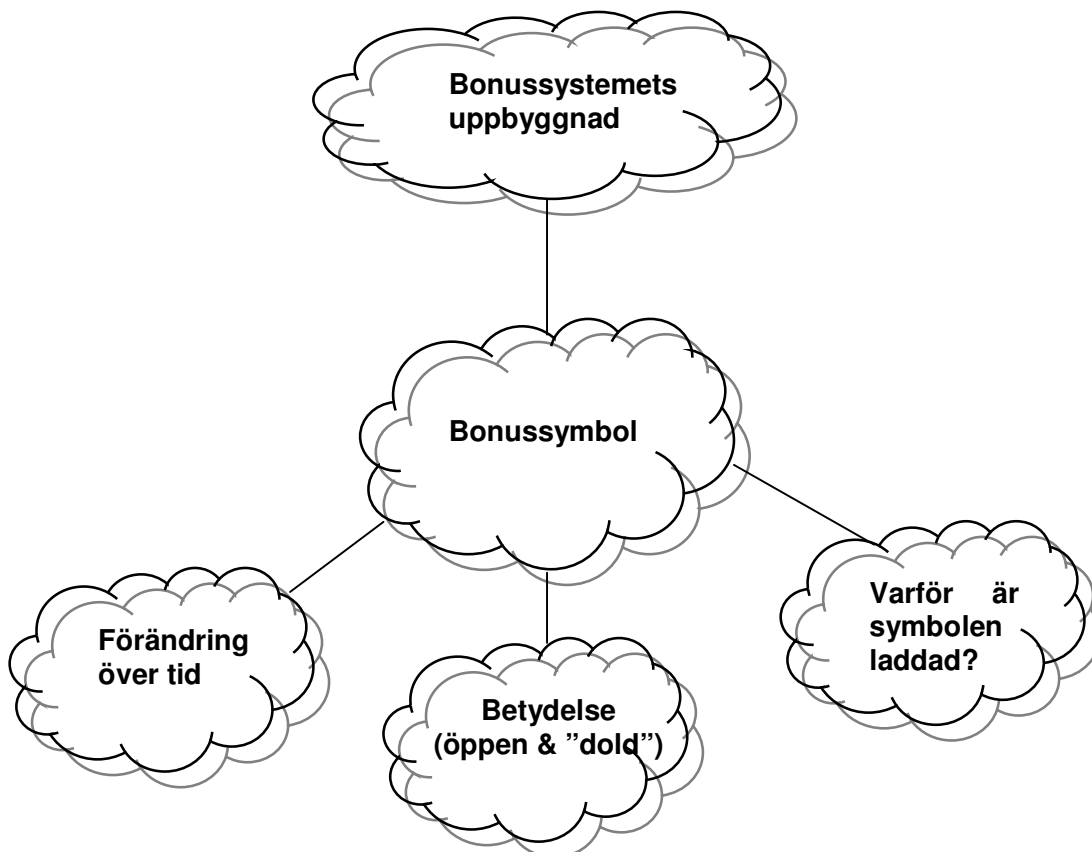 Bonussystemets
uppbyggnad
Bonussymbol
Förändring
över tid
Betydelse
(öppen & ”dold”)
Varför är
symbolen
laddad?